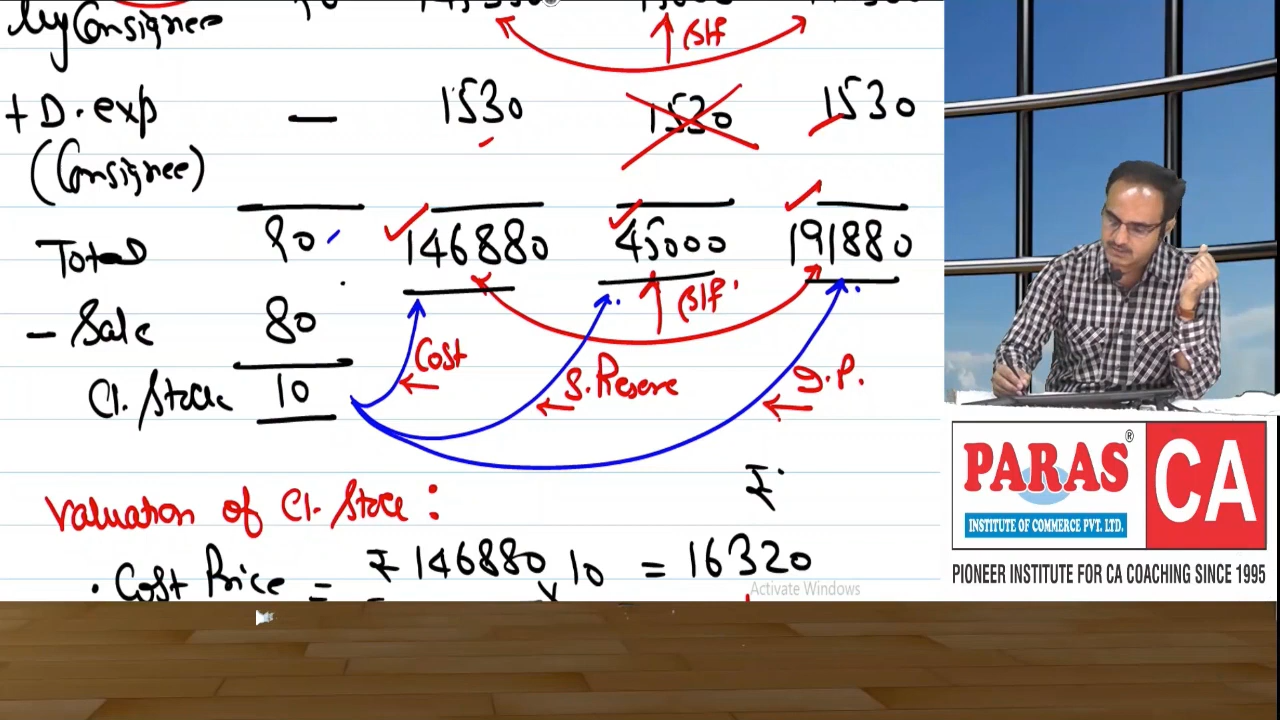 by Consignee
(Blf
+ D. exp — 1530 1530 1530
(Consignee)
Total 90 146880 45000 191880
(Blf
- Sale 80
Cost
S. Reserve
I.P.
Cl. Stock 10
₹
Valuation of Cl. Stock :
. Cost Price = ₹ 146880 x 10 = 16320
Activate Windows
PARAS®
INSTITUTE OF COMMERCE PVT. LTD.
CA
PIONEER INSTITUTE FOR CA COACHING SINCE 1995